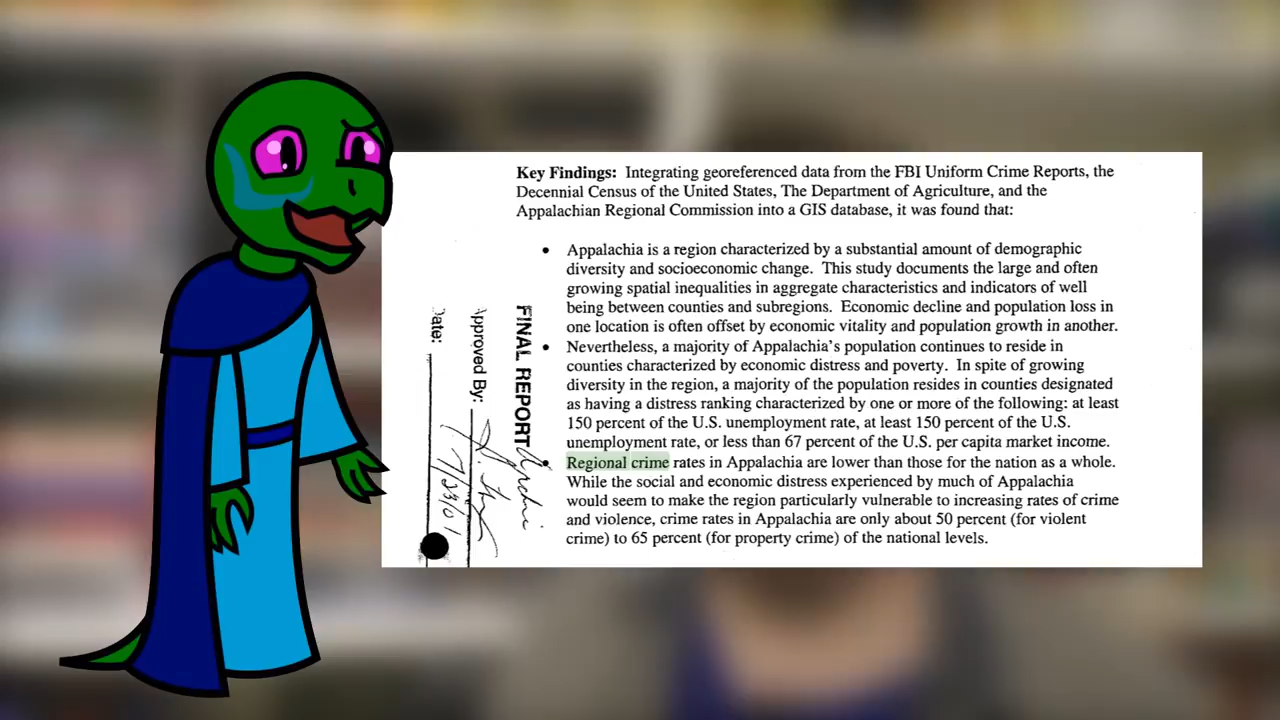 Key Findings: Integrating georeferenced data from the FBI Uniform Crime Reports, the
Decennial Census of the United States, The Department of Agriculture, and the
Appalachian Regional Commission into a GIS database, it was found that:
• Appalachia is a region characterized by a substantial amount of demographic
diversity and socioeconomic change. This study documents the large and often
growing spatial inequalities in aggregate characteristics and indicators of well
being between counties and subregions. Economic decline and population loss in
one location is often offset by economic vitality and population growth in another.
• Nevertheless, a majority of Appalachia's population continues to reside in
counties characterized by economic distress and poverty. In spite of growing
diversity in the region, a majority of the population resides in counties designated
as having a distress ranking characterized by one or more of the following: at least
150 percent of the U.S. unemployment rate, at least 150 percent of the U.S.
unemployment rate, or less than 67 percent of the U.S. per capita market income.
• Regional crime rates in Appalachia are lower than those for the nation as a whole.
While the social and economic distress experienced by much of Appalachia
would seem to make the region particularly vulnerable to increasing rates of crime
and violence, crime rates in Appalachia are only about 50 percent (for violent
crime) to 65 percent (for property crime) of the national levels.
FINAL REPORT
Approved By:
Date: 7/23/01